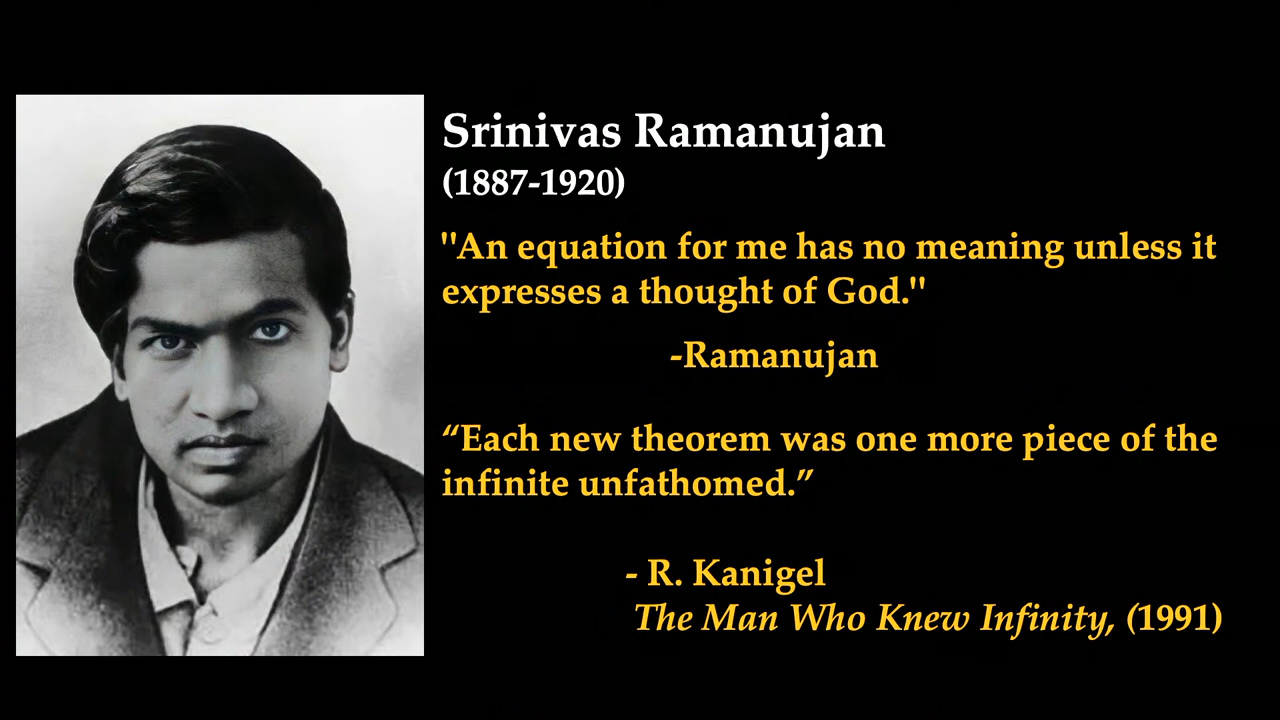 Srinivas Ramanujan
(1887-1920)
"An equation for me has no meaning unless it
expresses a thought of God."
-Ramanujan
“Each new theorem was one more piece of the
infinite unfathomed.”
- R. Kanigel
The Man Who Knew Infinity, (1991)